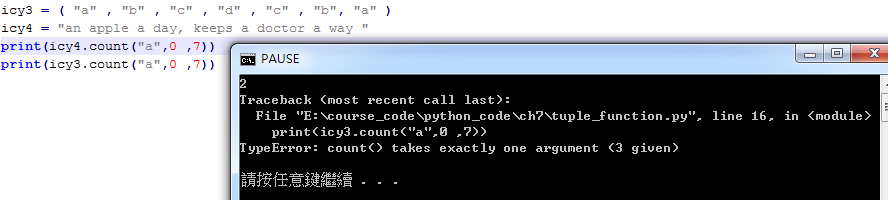 icy3 = ( "a" , "b" , "c" , "d" , "c" , "b", "a" )
icy4 = "an apple a day, keeps a doctor a way "
print(icy4.count("a",0 ,7))
print(icy3.count("a",0 ,7))
C:\. PAUSE
2
Traceback (most recent call last):
  File "E:\course_code\python_code\ch7\tuple_function.py", line 16, in <module>
    print(icy3.count("a",0 ,7))
TypeError: count() takes exactly one argument (3 given)
請按任意鍵繼續 . . .